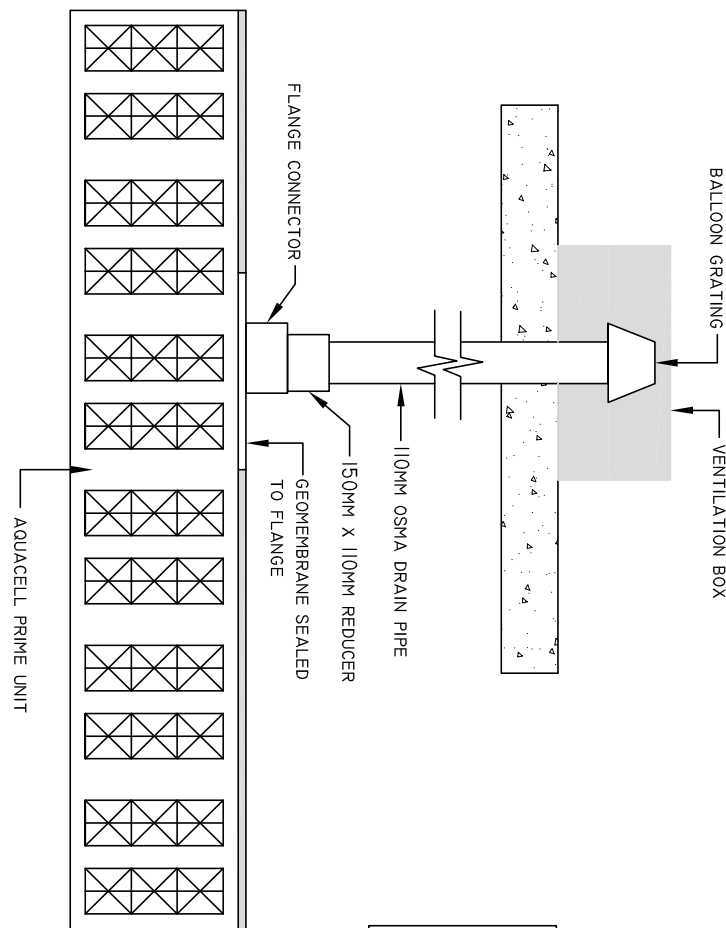 BALLOON GRATING
VENTILATION BOX
110MM OSMA DRAIN PIPE
150MM X 110MM REDUCER
FLANGE CONNECTOR
GEOMEMBRANE SEALED
TO FLANGE
AQUACELL PRIME UNIT